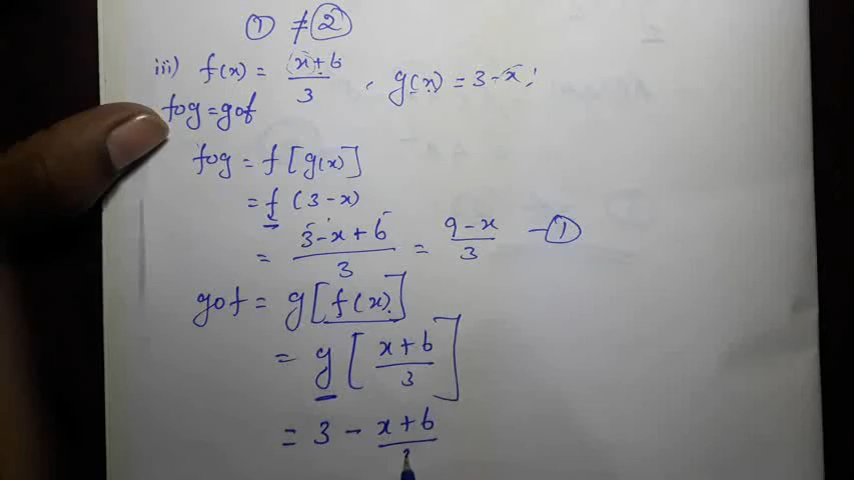 ① ≠ ②
iii) f(x) = (x)+6/3 , g(x) = 3-x;
fog = gof
fog = f[g(x)]
= f (3-x)
= 3-x+6/3 = 9-x/3 -①
gof = g[f(x)]
= g[x+6/3]
= 3 - x+6/